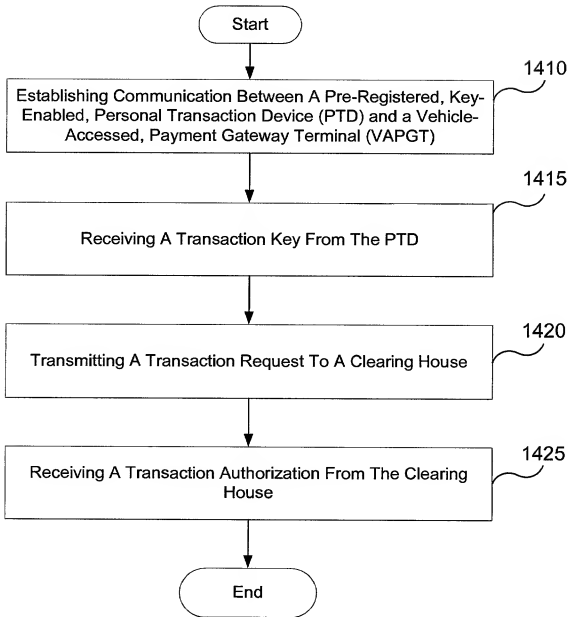 Start
1410
Establishing Communication Between A Pre-Registered, Key-
Enabled, Personal Transaction Device (PTD) and a Vehicle-
Accessed, Payment Gateway Terminal (VAPGT)
1415
Receiving A Transaction Key From The PTD
1420
Transmitting A Transaction Request To A Clearing House
1425
Receiving A Transaction Authorization From The Clearing
House
End